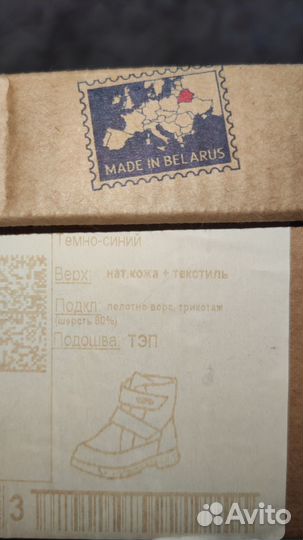 MADE IN BELARUS
Темно-синий
Верх: нат.кожа + текстиль
Подкл: полотно ворс. трикотаж
(шерсть 80%)
Подошва: ТЭП
3
Avito